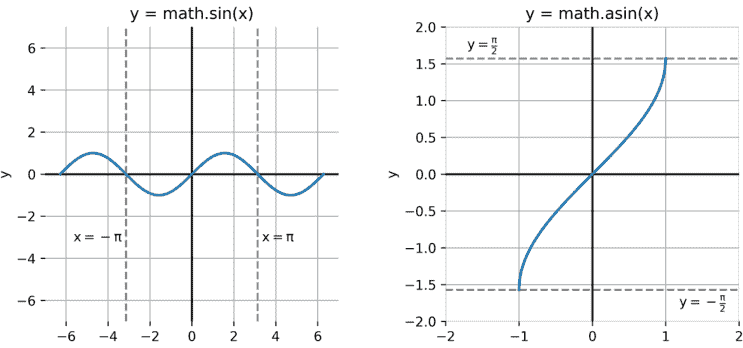 y = math.sin(x)
6
4
2
0
−2
−4
−6
y
x = −π
x = π
−6 −4 −2 0 2 4 6
y = math.asin(x)
2.0
1.5
1.0
0.5
0.0
−0.5
−1.0
−1.5
−2.0
y
y = π/2
y = −π/2
−2 −1 0 1 2